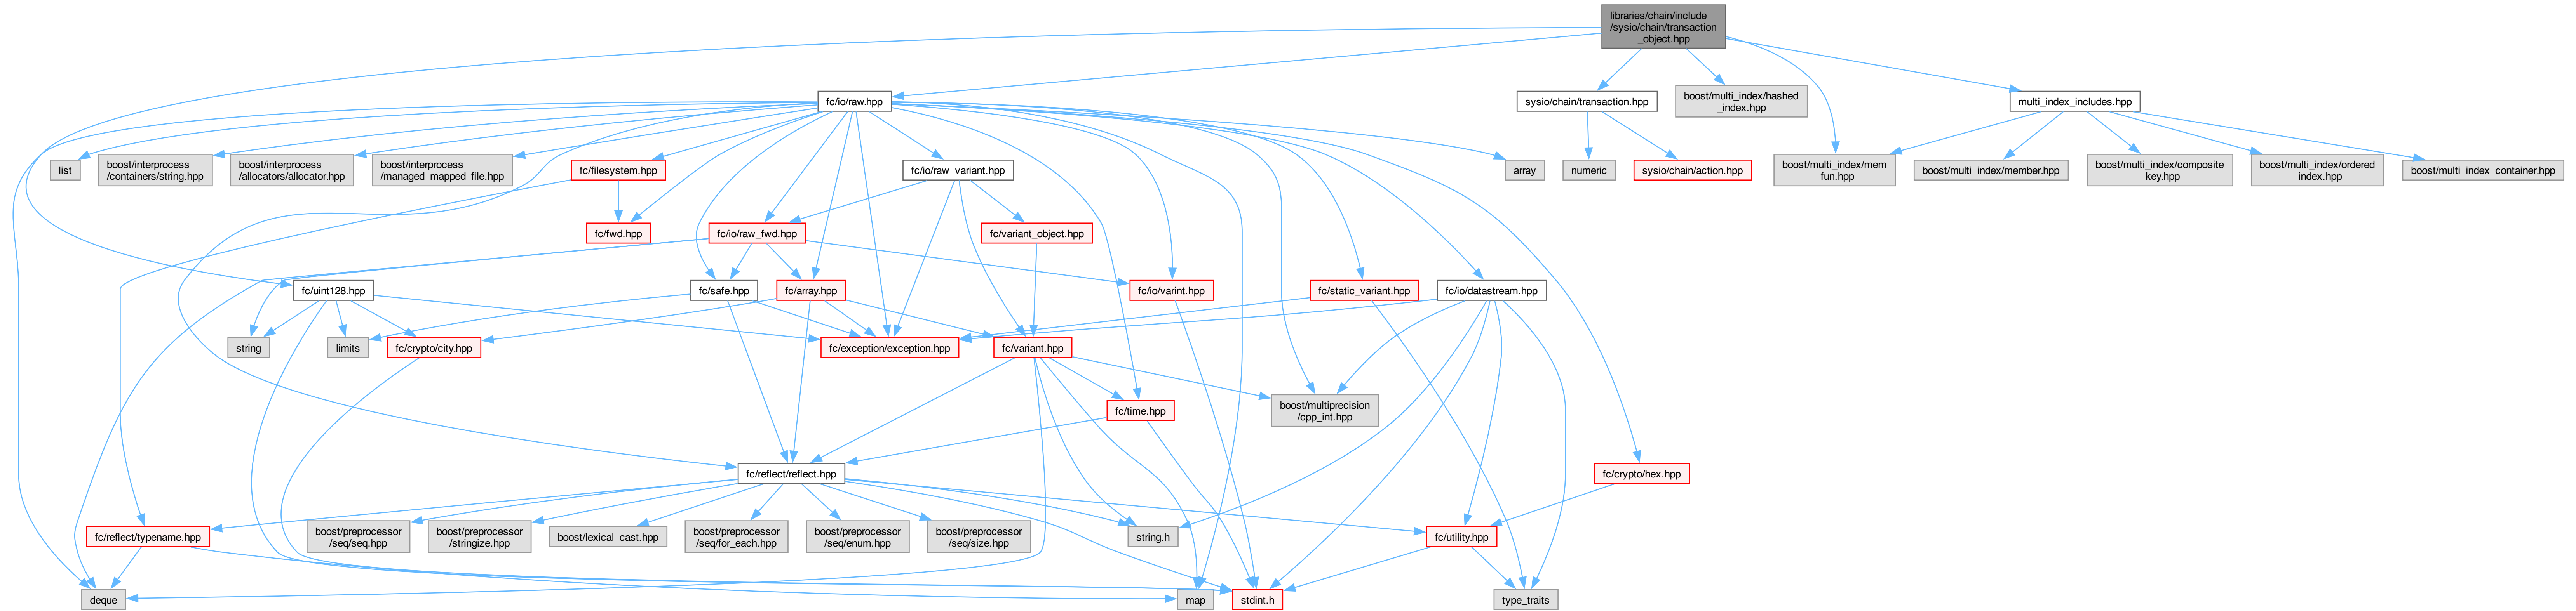 libraries/chain/include
/sysio/chain/transaction
_object.hpp
fc/io/raw.hpp
sysio/chain/transaction.hpp
boost/multi_index/hashed
_index.hpp
multi_index_includes.hpp
list
boost/interprocess
/containers/string.hpp
boost/interprocess
/allocators/allocator.hpp
boost/interprocess
/managed_mapped_file.hpp
fc/filesystem.hpp
fc/io/raw_variant.hpp
array
numeric
sysio/chain/action.hpp
boost/multi_index/mem
_fun.hpp
boost/multi_index/member.hpp
boost/multi_index/composite
_key.hpp
boost/multi_index/ordered
_index.hpp
boost/multi_index_container.hpp
fc/fwd.hpp
fc/io/raw_fwd.hpp
fc/variant_object.hpp
fc/uint128.hpp
fc/safe.hpp
fc/array.hpp
fc/io/varint.hpp
fc/static_variant.hpp
fc/io/datastream.hpp
string
limits
fc/crypto/city.hpp
fc/exception/exception.hpp
fc/variant.hpp
fc/time.hpp
boost/multiprecision
/cpp_int.hpp
fc/reflect/reflect.hpp
fc/crypto/hex.hpp
fc/reflect/typename.hpp
boost/preprocessor
/seq/seq.hpp
boost/preprocessor
/stringize.hpp
boost/lexical_cast.hpp
boost/preprocessor
/seq/for_each.hpp
boost/preprocessor
/seq/enum.hpp
boost/preprocessor
/seq/size.hpp
string.h
fc/utility.hpp
deque
map
stdint.h
type_traits